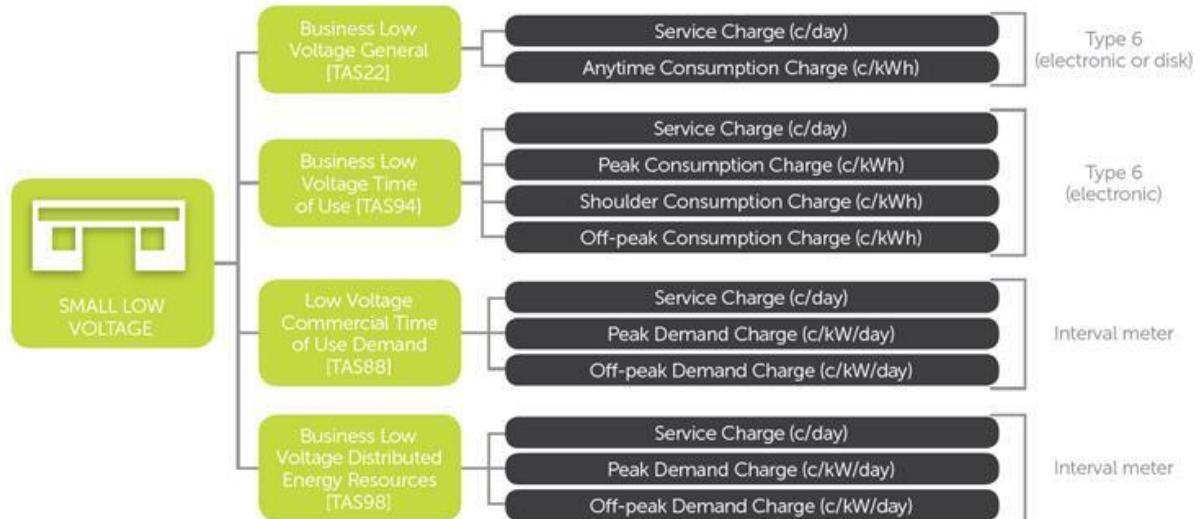 SMALL LOW
VOLTAGE
Business Low
Voltage General
[TAS22]
Service Charge (c/day)
Anytime Consumption Charge (c/kWh)
Type 6
(electronic or disk)
Business Low
Voltage Time
of Use [TAS94]
Service Charge (c/day)
Peak Consumption Charge (c/kWh)
Shoulder Consumption Charge (c/kWh)
Off-peak Consumption Charge (c/kWh)
Type 6
(electronic)
Low Voltage
Commercial Time
of Use Demand
[TAS88]
Service Charge (c/day)
Peak Demand Charge (c/kW/day)
Off-peak Demand Charge (c/kW/day)
Interval meter
Business Low
Voltage Distributed
Energy Resources
[TAS98]
Service Charge (c/day)
Peak Demand Charge (c/kW/day)
Off-peak Demand Charge (c/kW/day)
Interval meter